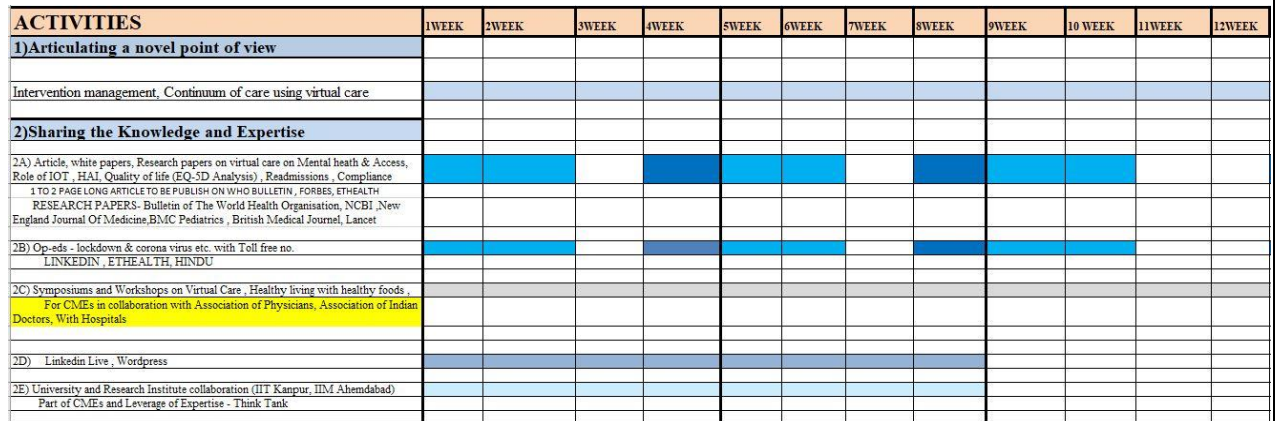 ACTIVITIES 1WEEK 2WEEK 3WEEK 4WEEK 5WEEK 6WEEK 7WEEK 8WEEK 9WEEK 10 WEEK 11WEEK 12WEEK
1)Articulating a novel point of view
Intervention management, Continuum of care using virtual care
2)Sharing the Knowledge and Expertise
2A) Article, white papers, Research papers on virtual care on Mental heath & Access,
Role of IOT , HAI, Quality of life (EQ-5D Analysis) , Readmissions , Compliance
1 TO 2 PAGE LONG ARTICLE TO BE PUBLISH ON WHO BULLETIN , FORBES, ETHEALTH
RESEARCH PAPERS- Bulletin of The World Health Organisation, NCBI ,New
England Journal Of Medicine,BMC Pediatrics , British Medical Journel, Lancet
2B) Op-eds - lockdown & corona virus etc. with Toll free no.
LINKEDIN , ETHEALTH, HINDU
2C) Symposiums and Workshops on Virtual Care , Healthy living with healthy foods ,
For CMEs in collaboration with Association of Physicians, Association of Indian
Doctors, With Hospitals
2D) Linkedin Live , Wordpress
2E) University and Research Institute collaboration (IIT Kanpur, IIM Ahemdabad)
Part of CMEs and Leverage of Expertise - Think Tank